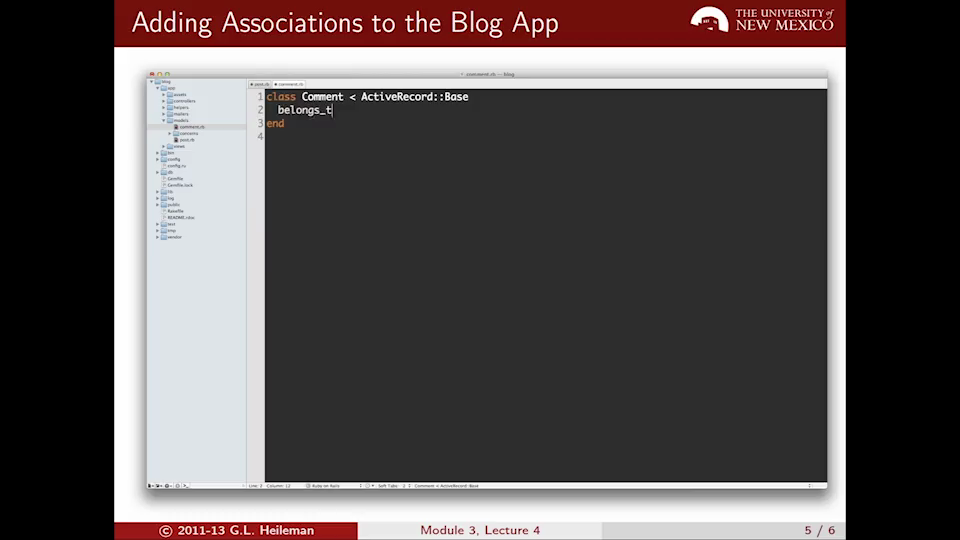 Adding Associations to the Blog App
THE UNIVERSITY of
NEW MEXICO
comment.rb — blog
blog
app
assets
controllers
helpers
mailers
models
comment.rb
concerns
post.rb
views
bin
config
config.ru
db
Gemfile
Gemfile.lock
lib
log
public
Rakefile
README.rdoc
test
tmp
vendor
post.rb
comment.rb
1 class Comment < ActiveRecord::Base
2 belongs_t
3 end
4
Line: 2 Column: 12 Ruby on Rails Soft Tabs: 2 Comment < ActiveRecord::Base
© 2011-13 G.L. Heileman
Module 3, Lecture 4
5 / 6